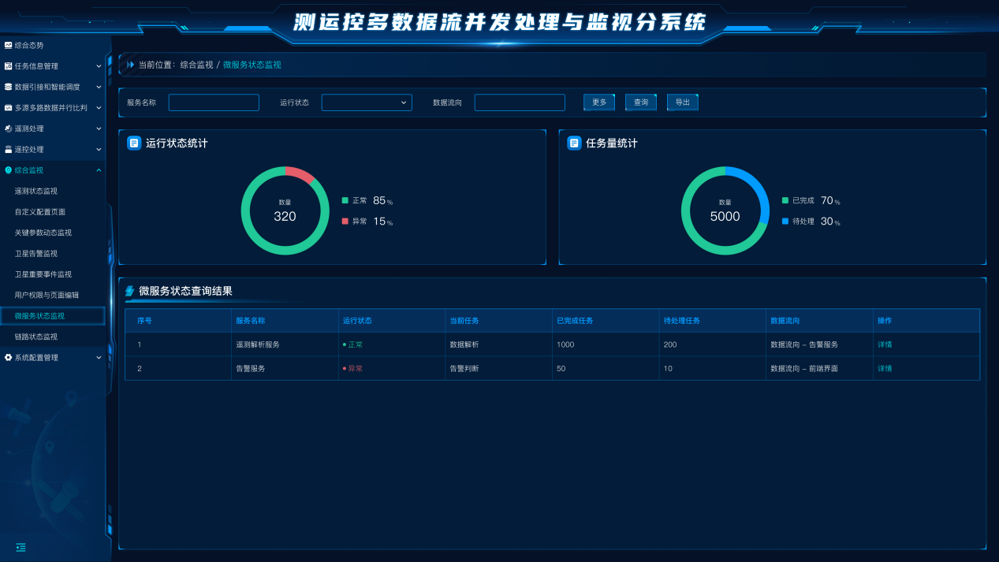 测运控多数据流并发处理与监视分系统
综合态势
任务信息管理
数据引接和智能调度
多源多路数据并行比判
遥测处理
遥控处理
综合监视
遥测状态监视
自定义配置页面
关键参数动态监视
卫星告警监视
卫星重要事件监视
用户权限与页面编辑
微服务状态监视
链路状态监视
系统配置管理
当前位置: 综合监视 / 微服务状态监视
服务名称 运行状态 数据流向 更多 查询 导出
运行状态统计
数量
320
正常 85%
异常 15%
任务量统计
数量
5000
已完成 70%
待处理 30%
微服务状态查询结果
序号 服务名称 运行状态 当前任务 已完成任务 待处理任务 数据流向 操作
1 遥测解析服务 正常 数据解析 1000 200 数据流向 – 告警服务 详情
2 告警服务 异常 告警判断 50 10 数据流向 – 前端界面 详情